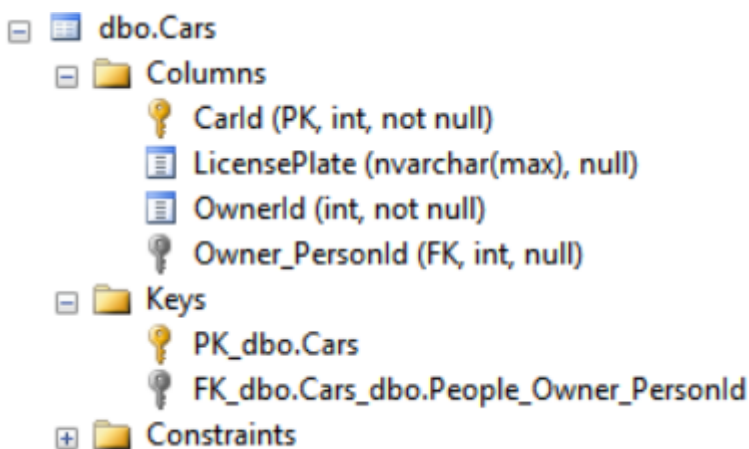 dbo.Cars
Columns
CarId (PK, int, not null)
LicensePlate (nvarchar(max), null)
OwnerId (int, not null)
Owner_PersonId (FK, int, null)
Keys
PK_dbo.Cars
FK_dbo.Cars_dbo.People_Owner_PersonId
Constraints